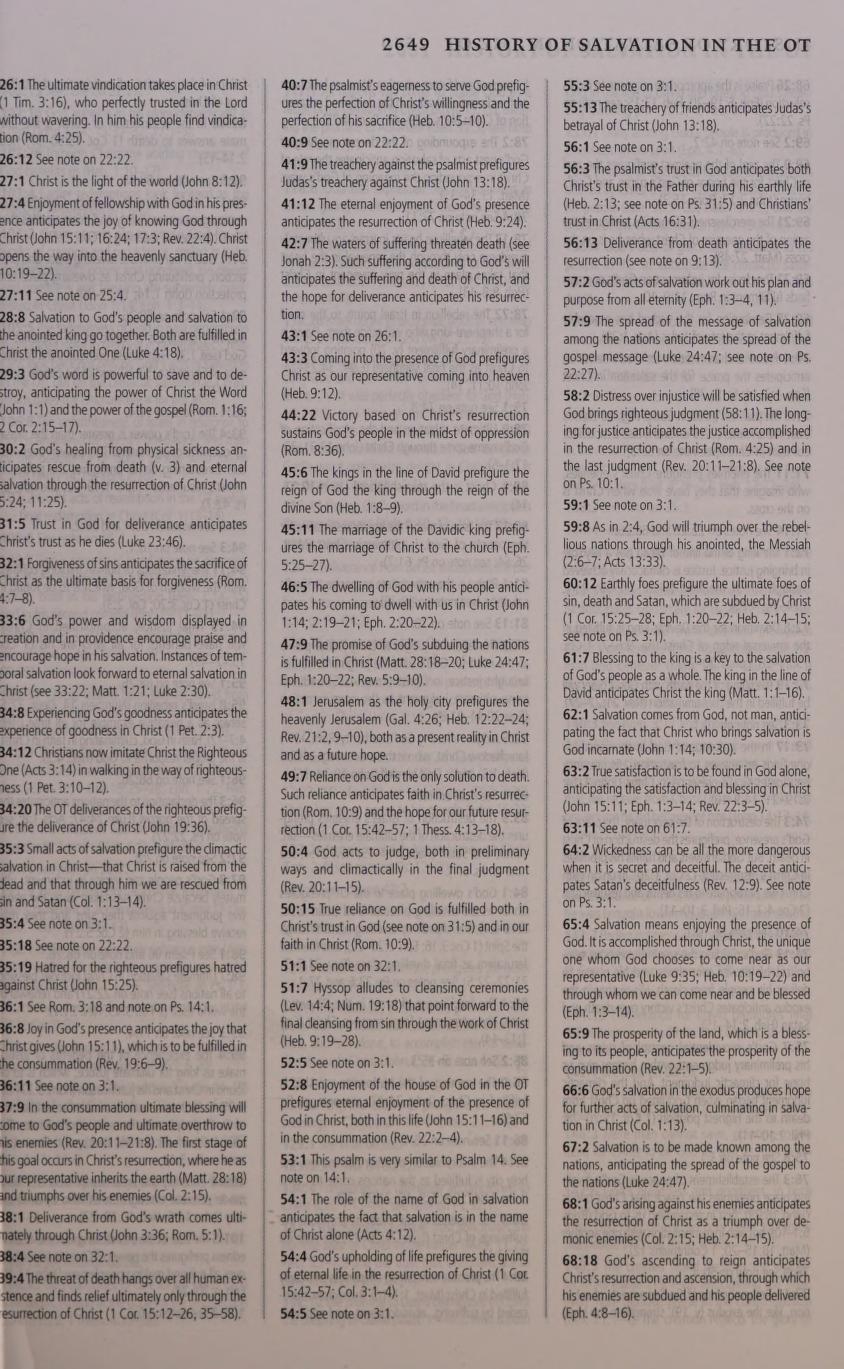 2649 HISTORY OF SALVATION IN THE OT
26:1 The ultimate vindication takes place in Christ
(1 Tim. 3:16), who perfectly trusted in the Lord
without wavering. In him his people find vindica-
tion (Rom. 4:25).
26:12 See note on 22:22.
27:1 Christ is the light of the world (John 8:12).
27:4 Enjoyment of fellowship with God in his pres-
ence anticipates the joy of knowing God through
Christ (John 15:11; 16:24; 17:3; Rev. 22:4). Christ
opens the way into the heavenly sanctuary (Heb.
10:19–22).
27:11 See note on 25:4.
28:8 Salvation to God's people and salvation to
the anointed king go together. Both are fulfilled in
Christ the anointed One (Luke 4:18).
29:3 God's word is powerful to save and to de-
stroy, anticipating the power of Christ the Word
(John 1:1) and the power of the gospel (Rom. 1:16;
2 Cor. 2:15–17).
30:2 God's healing from physical sickness an-
ticipates rescue from death (v. 3) and eternal
salvation through the resurrection of Christ (John
5:24; 11:25).
31:5 Trust in God for deliverance anticipates
Christ's trust as he dies (Luke 23:46).
32:1 Forgiveness of sins anticipates the sacrifice of
Christ as the ultimate basis for forgiveness (Rom.
4:7–8).
33:6 God's power and wisdom displayed in
creation and in providence encourage praise and
encourage hope in his salvation. Instances of tem-
poral salvation look forward to eternal salvation in
Christ (see 33:22; Matt. 1:21; Luke 2:30).
34:8 Experiencing God's goodness anticipates the
experience of goodness in Christ (1 Pet. 2:3).
34:12 Christians now imitate Christ the Righteous
One (Acts 3:14) in walking in the way of righteous-
ness (1 Pet. 3:10–12).
34:20 The OT deliverances of the righteous prefig-
ure the deliverance of Christ (John 19:36).
35:3 Small acts of salvation prefigure the climactic
salvation in Christ—that Christ is raised from the
dead and that through him we are rescued from
sin and Satan (Col. 1:13–14).
35:4 See note on 3:1.
35:18 See note on 22:22.
35:19 Hatred for the righteous prefigures hatred
against Christ (John 15:25).
36:1 See Rom. 3:18 and note on Ps. 14:1.
36:8 Joy in God's presence anticipates the joy that
Christ gives (John 15:11), which is to be fulfilled in
the consummation (Rev. 19:6–9).
36:11 See note on 3:1.
37:9 In the consummation ultimate blessing will
come to God's people and ultimate overthrow to
his enemies (Rev. 20:11–21:8). The first stage of
this goal occurs in Christ's resurrection, where he as
our representative inherits the earth (Matt. 28:18)
and triumphs over his enemies (Col. 2:15).
38:1 Deliverance from God's wrath comes ulti-
mately through Christ (John 3:36; Rom. 5:1).
38:4 See note on 32:1.
39:4 The threat of death hangs over all human ex-
istence and finds relief ultimately only through the
resurrection of Christ (1 Cor. 15:12–26, 35–58).
40:7 The psalmist's eagerness to serve God prefig-
ures the perfection of Christ's willingness and the
perfection of his sacrifice (Heb. 10:5–10).
40:9 See note on 22:22.
41:9 The treachery against the psalmist prefigures
Judas's treachery against Christ (John 13:18).
41:12 The eternal enjoyment of God's presence
anticipates the resurrection of Christ (Heb. 9:24).
42:7 The waters of suffering threaten death (see
Jonah 2:3). Such suffering according to God's will
anticipates the suffering and death of Christ, and
the hope for deliverance anticipates his resurrec-
tion.
43:1 See note on 26:1.
43:3 Coming into the presence of God prefigures
Christ as our representative coming into heaven
(Heb. 9:12).
44:22 Victory based on Christ's resurrection
sustains God's people in the midst of oppression
(Rom. 8:36).
45:6 The kings in the line of David prefigure the
reign of God the king through the reign of the
divine Son (Heb. 1:8–9).
45:11 The marriage of the Davidic king prefig-
ures the marriage of Christ to the church (Eph.
5:25–27).
46:5 The dwelling of God with his people antici-
pates his coming to dwell with us in Christ (John
1:14; 2:19–21; Eph. 2:20–22).
47:9 The promise of God's subduing the nations
is fulfilled in Christ (Matt. 28:18–20; Luke 24:47;
Eph. 1:20–22; Rev. 5:9–10).
48:1 Jerusalem as the holy city prefigures the
heavenly Jerusalem (Gal. 4:26; Heb. 12:22–24;
Rev. 21:2, 9–10), both as a present reality in Christ
and as a future hope.
49:7 Reliance on God is the only solution to death.
Such reliance anticipates faith in Christ's resurrec-
tion (Rom. 10:9) and the hope for our future resur-
rection (1 Cor. 15:42–57; 1 Thess. 4:13–18).
50:4 God acts to judge, both in preliminary
ways and climactically in the final judgment
(Rev. 20:11–15).
50:15 True reliance on God is fulfilled both in
Christ's trust in God (see note on 31:5) and in our
faith in Christ (Rom. 10:9).
51:1 See note on 32:1.
51:7 Hyssop alludes to cleansing ceremonies
(Lev. 14:4; Num. 19:18) that point forward to the
final cleansing from sin through the work of Christ
(Heb. 9:19–28).
52:5 See note on 3:1.
52:8 Enjoyment of the house of God in the OT
prefigures eternal enjoyment of the presence of
God in Christ, both in this life (John 15:11–16) and
in the consummation (Rev. 22:2–4).
53:1 This psalm is very similar to Psalm 14. See
note on 14:1.
54:1 The role of the name of God in salvation
anticipates the fact that salvation is in the name
of Christ alone (Acts 4:12).
54:4 God's upholding of life prefigures the giving
of eternal life in the resurrection of Christ (1 Cor.
15:42–57; Col. 3:1–4).
54:5 See note on 3:1.
55:3 See note on 3:1.
55:13 The treachery of friends anticipates Judas's
betrayal of Christ (John 13:18).
56:1 See note on 3:1.
56:3 The psalmist's trust in God anticipates both
Christ's trust in the Father during his earthly life
(Heb. 2:13; see note on Ps. 31:5) and Christians'
trust in Christ (Acts 16:31).
56:13 Deliverance from death anticipates the
resurrection (see note on 9:13).
57:2 God's acts of salvation work out his plan and
purpose from all eternity (Eph. 1:3–4, 11).
57:9 The spread of the message of salvation
among the nations anticipates the spread of the
gospel message (Luke 24:47; see note on Ps.
22:27).
58:2 Distress over injustice will be satisfied when
God brings righteous judgment (58:11). The long-
ing for justice anticipates the justice accomplished
in the resurrection of Christ (Rom. 4:25) and in
the last judgment (Rev. 20:11–21:8). See note
on Ps. 10:1.
59:1 See note on 3:1.
59:8 As in 2:4, God will triumph over the rebel-
lious nations through his anointed, the Messiah
(2:6–7; Acts 13:33).
60:12 Earthly foes prefigure the ultimate foes of
sin, death and Satan, which are subdued by Christ
(1 Cor. 15:25–28; Eph. 1:20–22; Heb. 2:14–15;
see note on Ps. 3:1).
61:7 Blessing to the king is a key to the salvation
of God's people as a whole. The king in the line of
David anticipates Christ the king (Matt. 1:1–16).
62:1 Salvation comes from God, not man, antici-
pating the fact that Christ who brings salvation is
God incarnate (John 1:14; 10:30).
63:2 True satisfaction is to be found in God alone,
anticipating the satisfaction and blessing in Christ
(John 15:11; Eph. 1:3–14; Rev. 22:3–5).
63:11 See note on 61:7.
64:2 Wickedness can be all the more dangerous
when it is secret and deceitful. The deceit antici-
pates Satan's deceitfulness (Rev. 12:9). See note
on Ps. 3:1.
65:4 Salvation means enjoying the presence of
God. It is accomplished through Christ, the unique
one whom God chooses to come near as our
representative (Luke 9:35; Heb. 10:19–22) and
through whom we can come near and be blessed
(Eph. 1:3–14).
65:9 The prosperity of the land, which is a bless-
ing to its people, anticipates the prosperity of the
consummation (Rev. 22:1–5).
66:6 God's salvation in the exodus produces hope
for further acts of salvation, culminating in salva-
tion in Christ (Col. 1:13).
67:2 Salvation is to be made known among the
nations, anticipating the spread of the gospel to
the nations (Luke 24:47).
68:1 God's arising against his enemies anticipates
the resurrection of Christ as a triumph over de-
monic enemies (Col. 2:15; Heb. 2:14–15).
68:18 God's ascending to reign anticipates
Christ's resurrection and ascension, through which
his enemies are subdued and his people delivered
(Eph. 4:8–16).